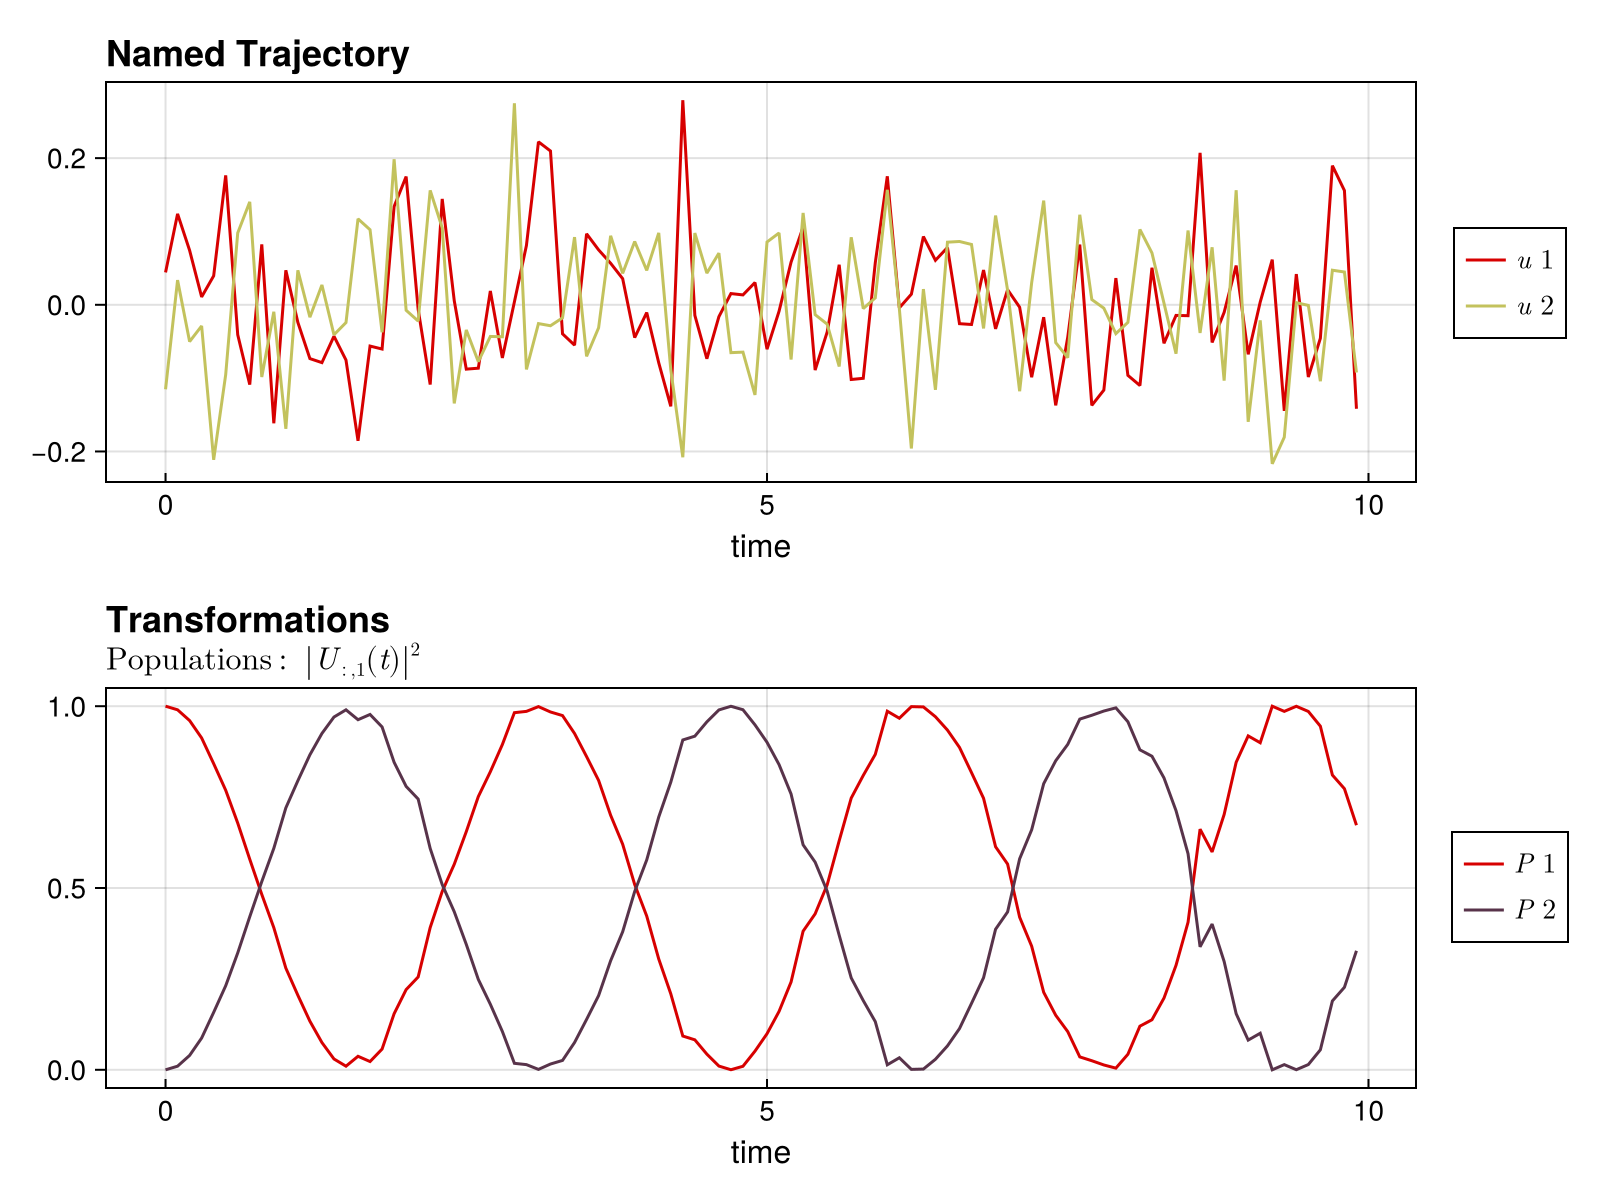 Named Trajectory
0.2
0.0
−0.2
0
5
10
time
u 1
u 2
Transformations
Populations: |U:,1(t)|²
1.0
0.5
0.0
0
5
10
time
P 1
P 2